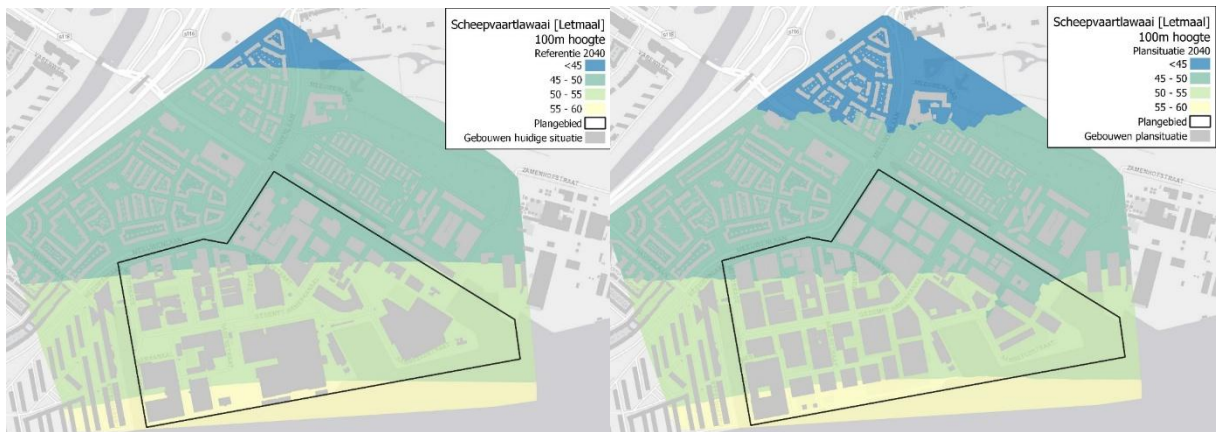 Scheepvaartlawaai [Letmaal]
100m hoogte
Referentie 2040
<45
45 - 50
50 - 55
55 - 60
Plangebied
Gebouwen huidige situatie
ZAMENHOFSTRAAT
Scheepvaartlawaai [Letmaal]
100m hoogte
Plansituatie 2040
<45
45 - 50
50 - 55
55 - 60
Plangebied
Gebouwen plansituatie
ZAMENHOFSTRAAT